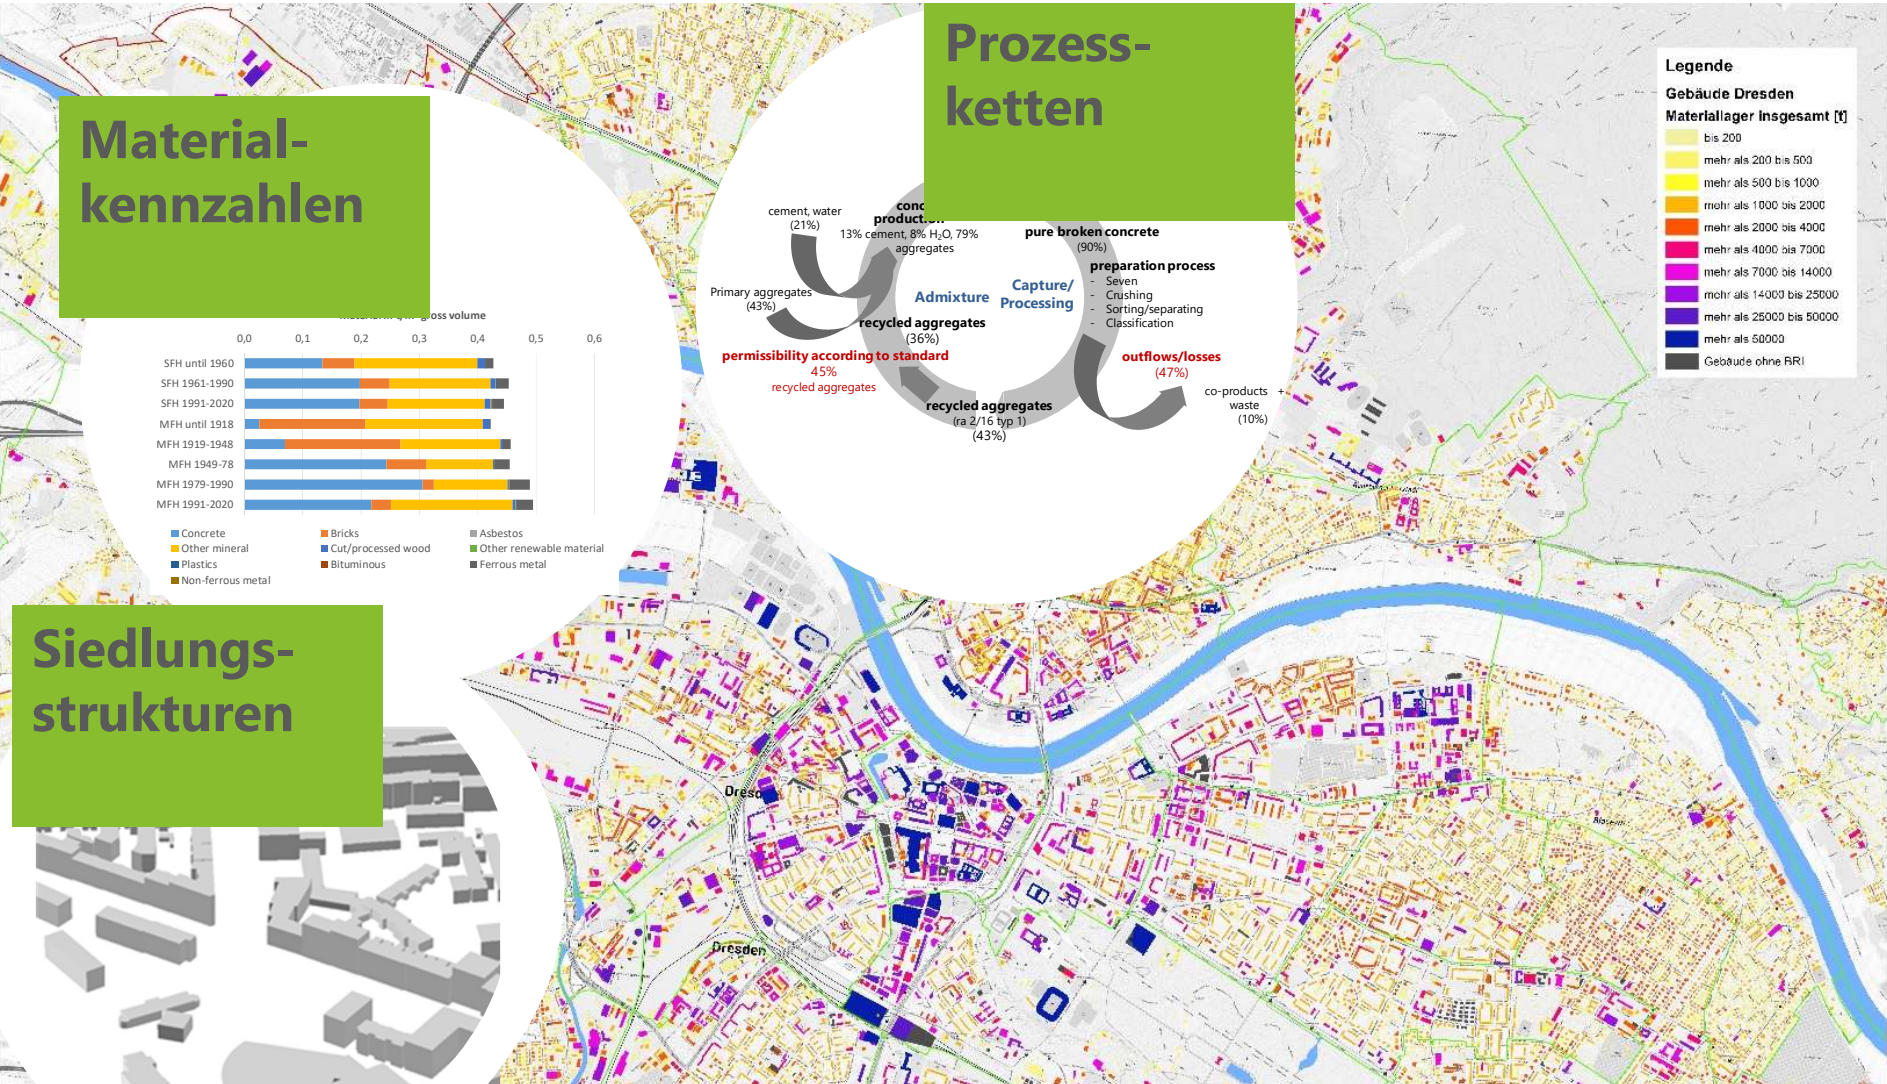 Material-
kennzahlen
Prozess-
ketten
Siedlungs-
strukturen
gross volume
0,0 0,1 0,2 0,3 0,4 0,5 0,6
SFH until 1960
SFH 1961-1990
SFH 1991-2020
MFH until 1918
MFH 1919-1948
MFH 1949-78
MFH 1979-1990
MFH 1991-2020
Concrete Bricks Asbestos
Other mineral Cut/processed wood Other renewable material
Plastics Bituminous Ferrous metal
Non-ferrous metal
cement, water
(21%)
13% cement, 8% H₂O, 79%
aggregates
Primary aggregates
(43%)
Admixture
recycled aggregates
(36%)
permissibility according to standard
45%
recycled aggregates
recycled aggregates
(ra 2/16 typ 1)
(43%)
Capture/
Processing
pure broken concrete
(90%)
preparation process
- Seven
- Crushing
- Sorting/separating
- Classification
outflows/losses
(47%)
co-products +
waste
(10%)
Legende
Gebäude Dresden
Materiallager insgesamt [t]
bis 200
mehr als 200 bis 500
mehr als 500 bis 1000
mehr als 1000 bis 2000
mehr als 2000 bis 4000
mehr als 4000 bis 7000
mehr als 7000 bis 14000
mehr als 14000 bis 25000
mehr als 25000 bis 50000
mehr als 50000
Gebäude ohne BRI
Dresden